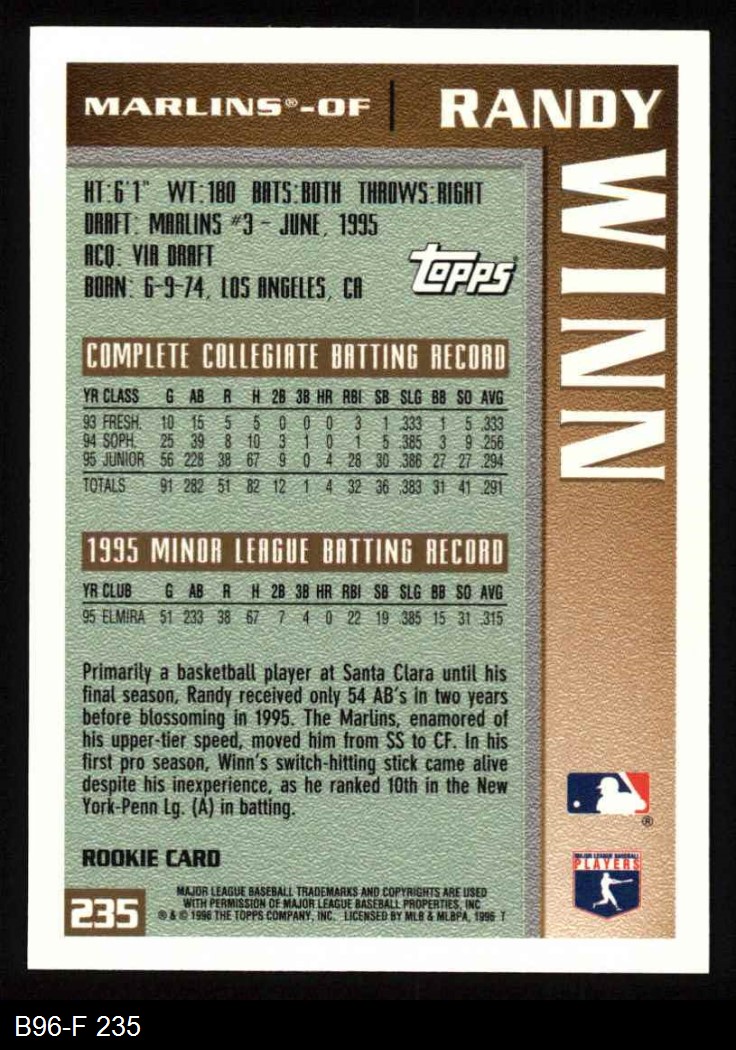 MARLINS®-OF | RANDY
WINN
HT:6'1" WT:180 BATS:BOTH THROWS:RIGHT
DRAFT: MARLINS #3 - JUNE, 1995
ACQ: VIA DRAFT
BORN: 6-9-74, LOS ANGELES, CA
TOPPS
COMPLETE COLLEGIATE BATTING RECORD
YR CLASS G AB R H 2B 3B HR RBI SB SLG BB SO AVG
93 FRESH. 10 15 5 5 0 0 0 3 1 .333 1 5 .333
94 SOPH. 25 39 8 10 3 1 0 1 5 .385 3 9 .256
95 JUNIOR 56 228 38 67 9 0 4 28 30 .386 27 27 .294
TOTALS 91 282 51 82 12 1 4 32 36 .383 31 41 .291
1995 MINOR LEAGUE BATTING RECORD
YR CLUB G AB R H 2B 3B HR RBI SB SLG BB SO AVG
95 ELMIRA 51 233 38 67 7 4 0 22 19 .385 15 31 .315
Primarily a basketball player at Santa Clara until his
final season, Randy received only 54 AB's in two years
before blossoming in 1995. The Marlins, enamored of
his upper-tier speed, moved him from SS to CF. In his
first pro season, Winn's switch-hitting stick came alive
despite his inexperience, as he ranked 10th in the New
York-Penn Lg. (A) in batting.
®
MAJOR LEAGUE BASEBALL
PLAYERS
ROOKIE CARD
235
MAJOR LEAGUE BASEBALL TRADEMARKS AND COPYRIGHTS ARE USED
WITH PERMISSION OF MAJOR LEAGUE BASEBALL PROPERTIES, INC
® & © 1996 THE TOPPS COMPANY, INC. LICENSED BY MLB & MLBPA, 1996 T
B96-F 235